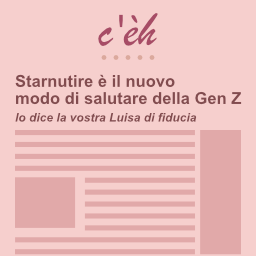 c'èh
Starnutire è il nuovo
modo di salutare della Gen Z
lo dice la vostra Luisa di fiducia